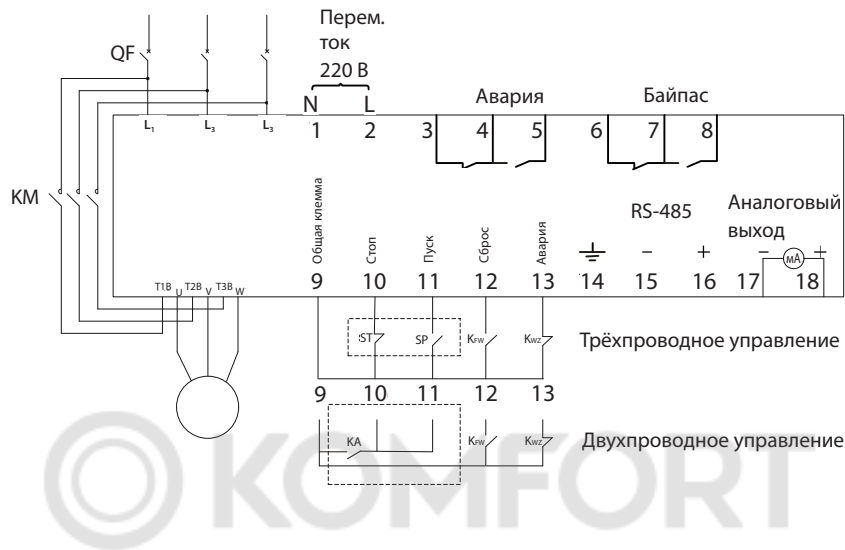 Перем.
ток
220 В
QF
N L
Авария
Байпас
L1 L3 L3
1 2 3 4 5 6 7 8
KM
RS-485
Аналоговый
выход
Общая клемма
Стоп
Пуск
Сброс
Авария
− + − +
мА
9 10 11 12 13 14 15 16 17 18
T1B U T2B V T3B W
ST SP KFW KWZ
Трёхпроводное управление
9 10 11 12 13
KA KFW KWZ
Двухпроводное управление
KOMFORT